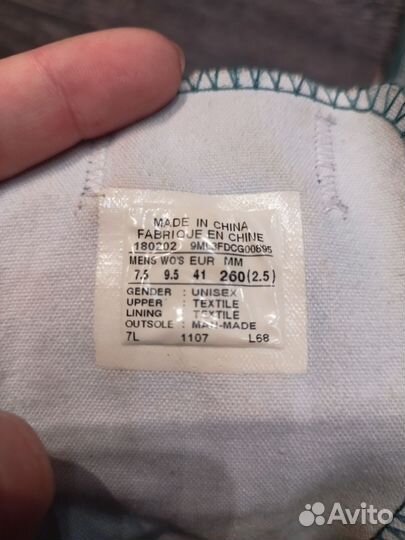 MADE IN CHINA
FABRIQUE EN CHINE
180202 9M03FDCG00895
MENS WO'S EUR MM
7.5 9.5 41 260(2.5)
GENDER : UNISEX
UPPER : TEXTILE
LINING : TEXTILE
OUTSOLE : MAN-MADE
7L 1107 L68
Avito